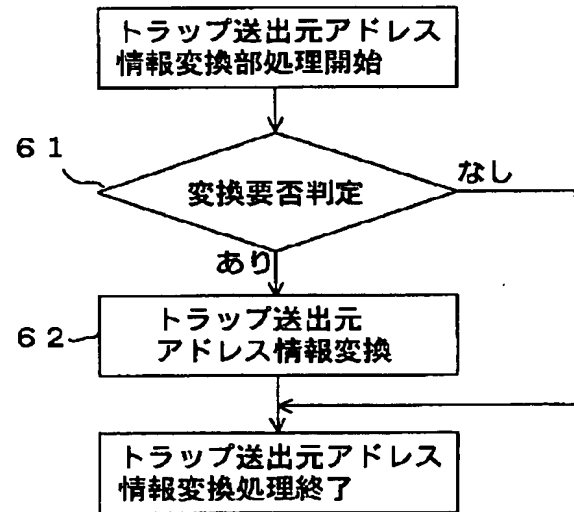 トラップ送出元アドレス
情報変換部処理開始
６１
変換要否判定
なし
あり
６２
トラップ送出元
アドレス情報変換
トラップ送出元アドレス
情報変換処理終了